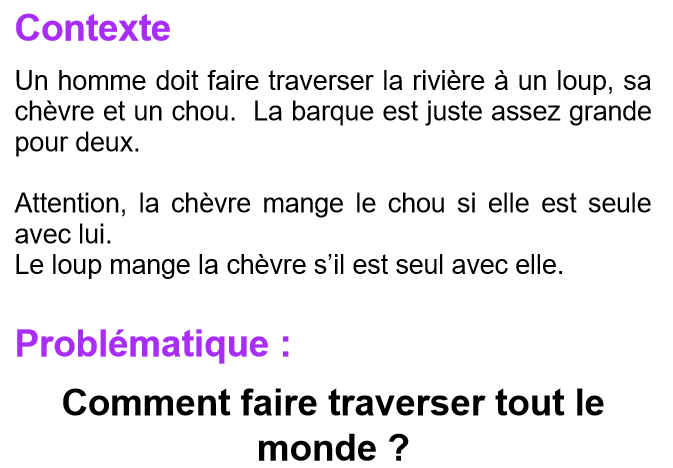 Contexte
Un homme doit faire traverser la rivière à un loup, sa
chèvre et un chou.  La barque est juste assez grande
pour deux.
Attention, la chèvre mange le chou si elle est seule
avec lui.
Le loup mange la chèvre s’il est seul avec elle.
Problématique :
Comment faire traverser tout le
monde ?